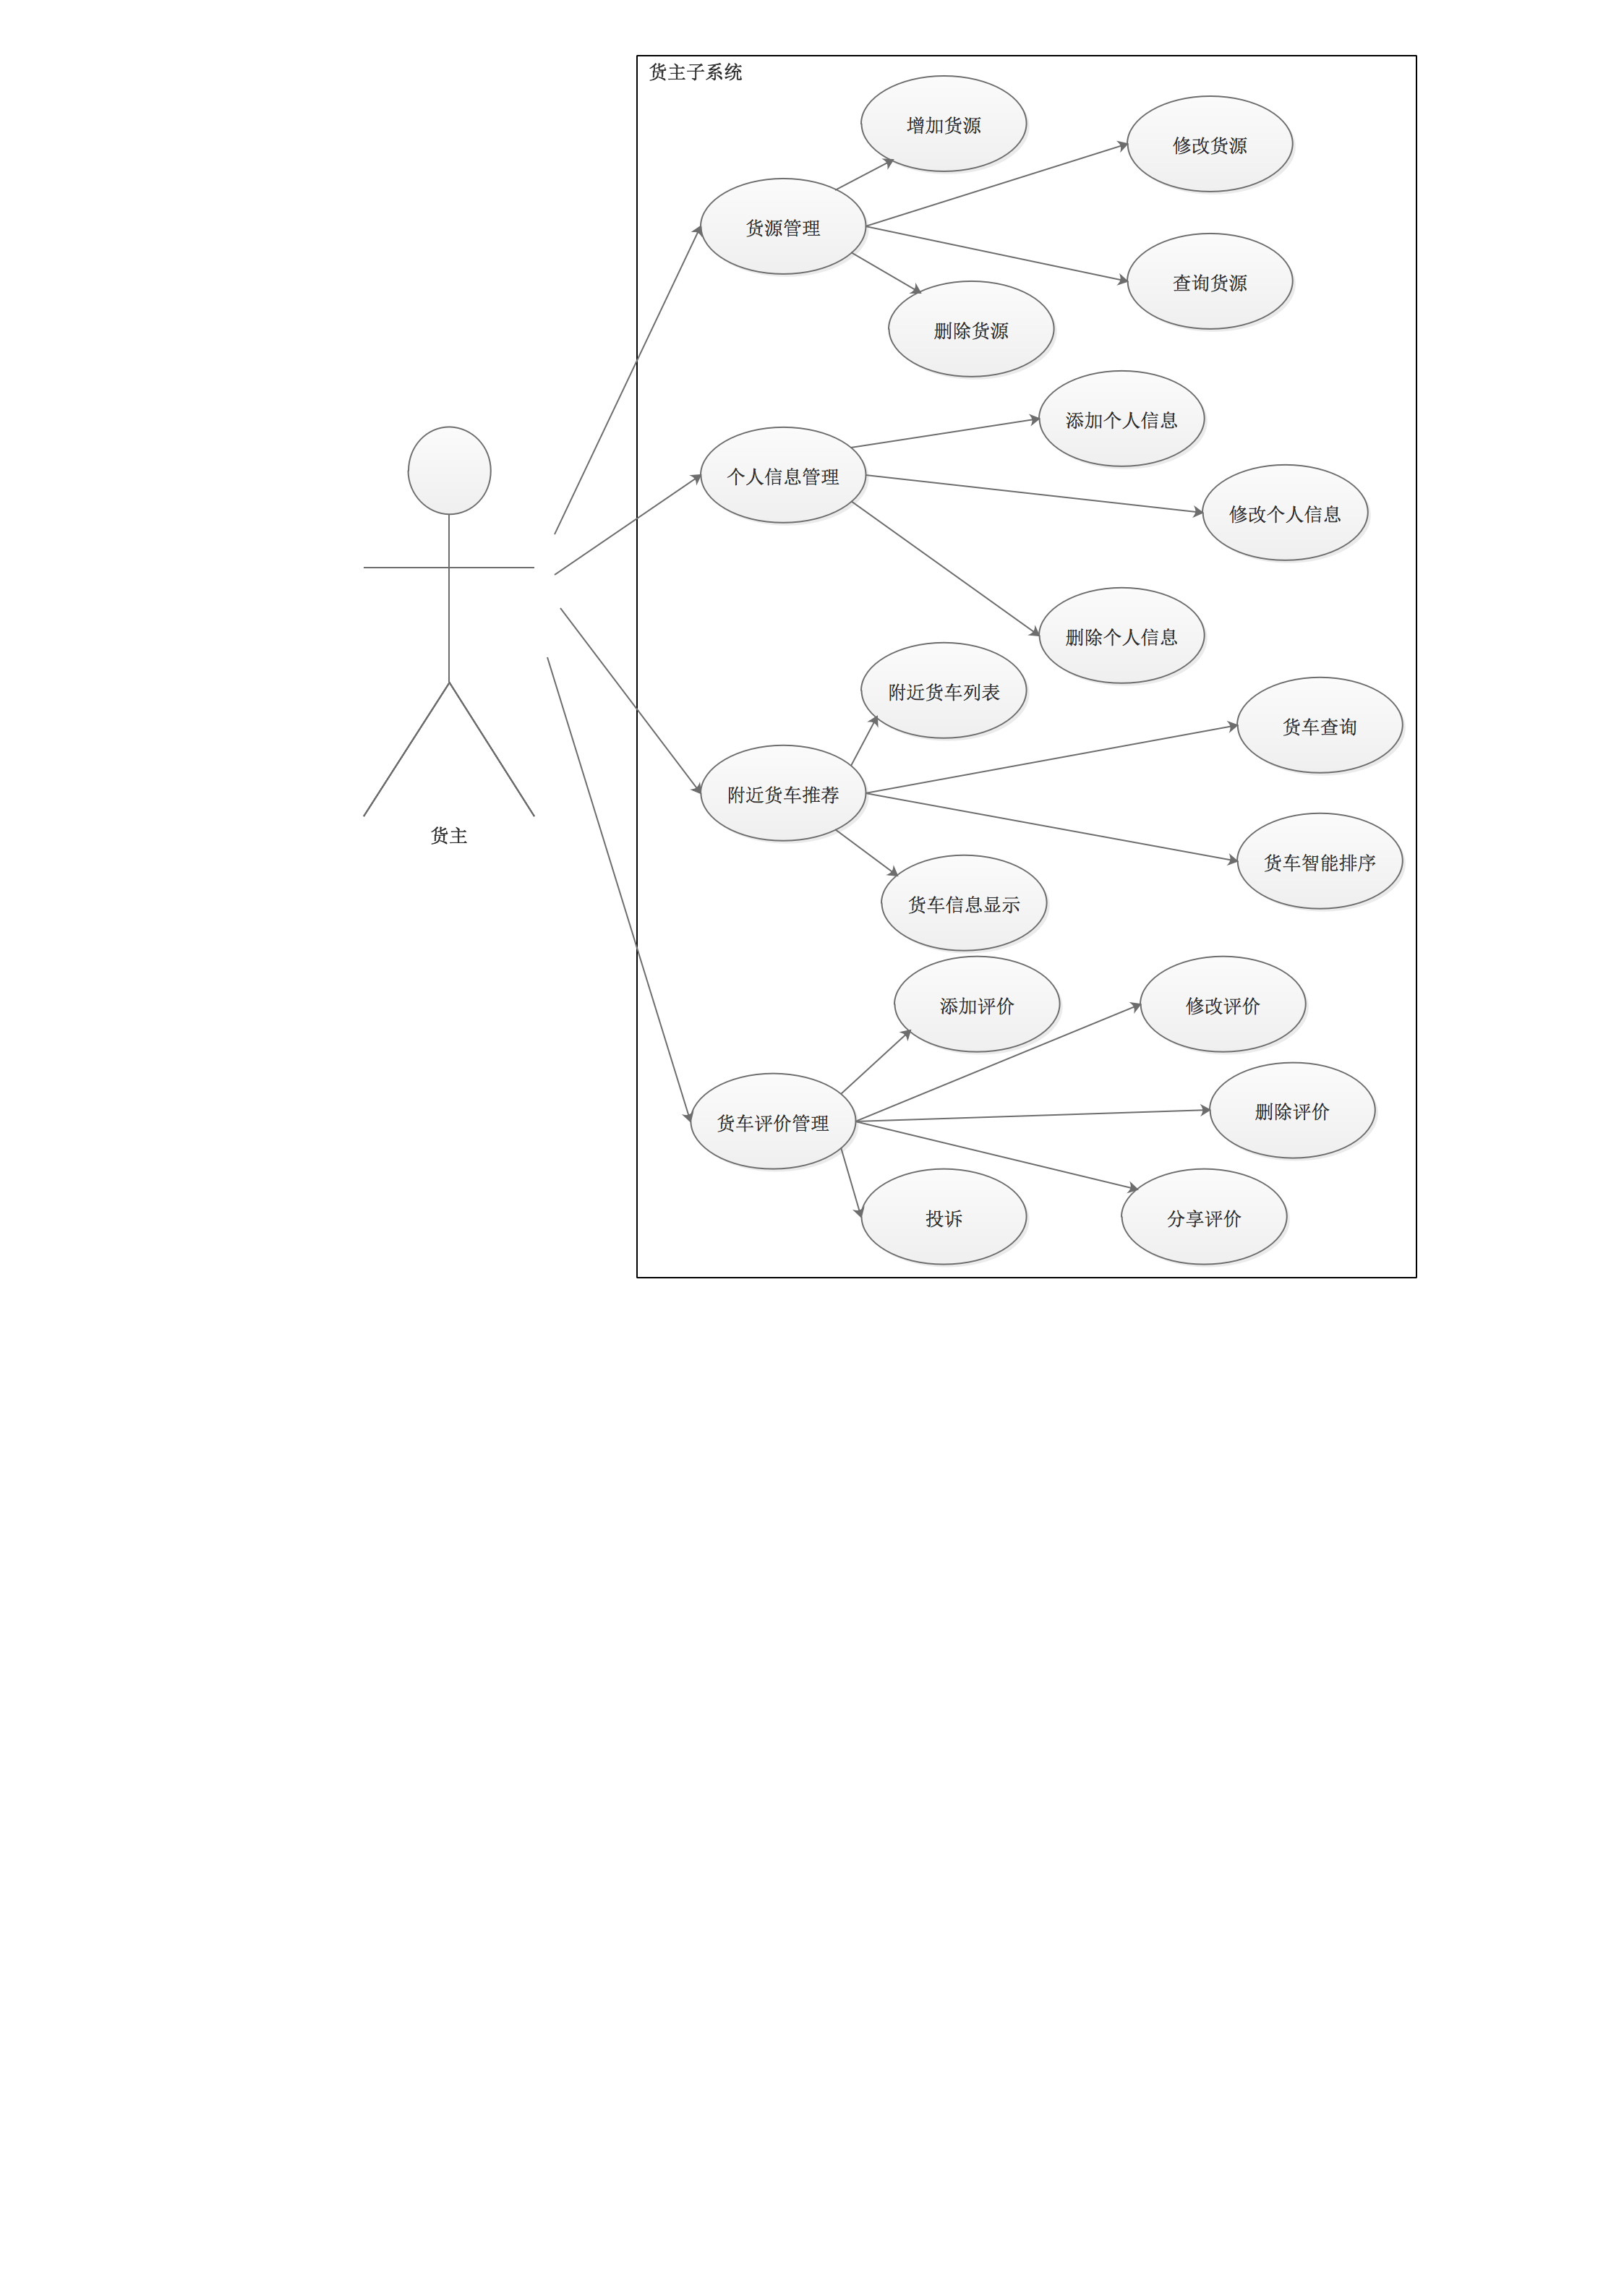 货主子系统
增加货源
修改货源
货源管理
查询货源
删除货源
添加个人信息
个人信息管理
修改个人信息
删除个人信息
附近货车列表
货车查询
附近货车推荐
货主
货车智能排序
货车信息显示
添加评价
修改评价
删除评价
货车评价管理
投诉
分享评价